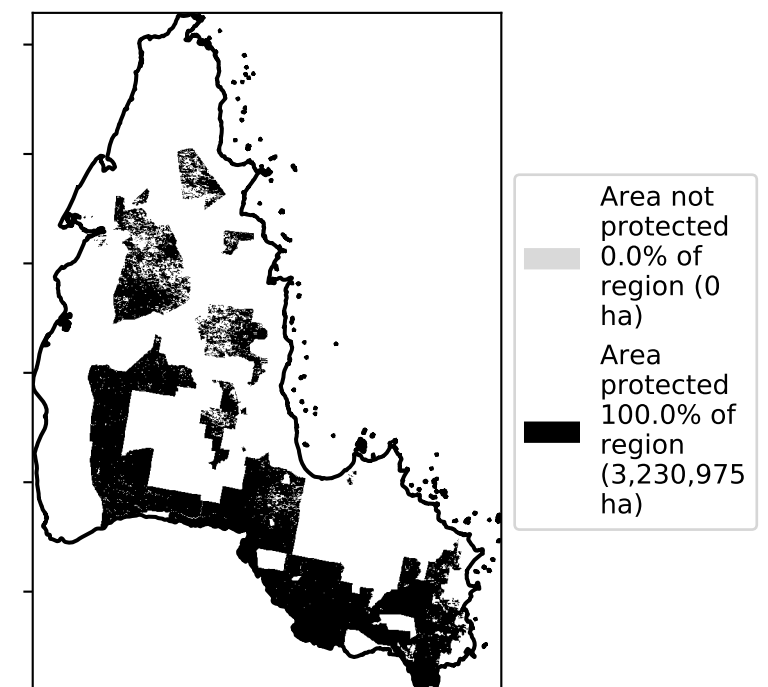 Area not
protected
0.0% of
region (0
ha)
Area
protected
100.0% of
region
(3,230,975
ha)